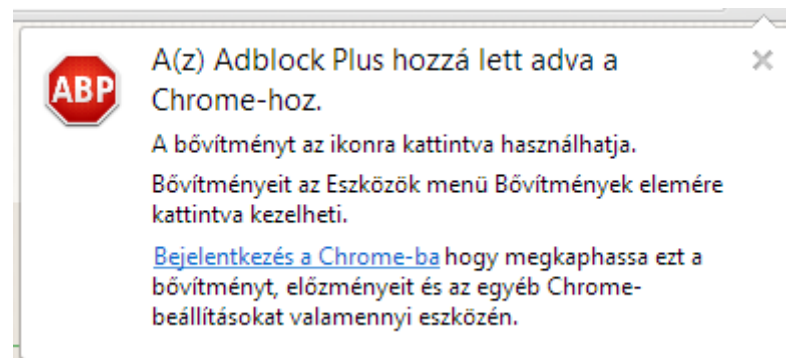 ABP
A(z) Adblock Plus hozzá lett adva a
Chrome-hoz.
A bővítményt az ikonra kattintva használhatja.
Bővítményeit az Eszközök menü Bővítmények elemére
kattintva kezelheti.
Bejelentkezés a Chrome-ba hogy megkaphassa ezt a
bővítményt, előzményeit és az egyéb Chrome-
beállításokat valamennyi eszközén.